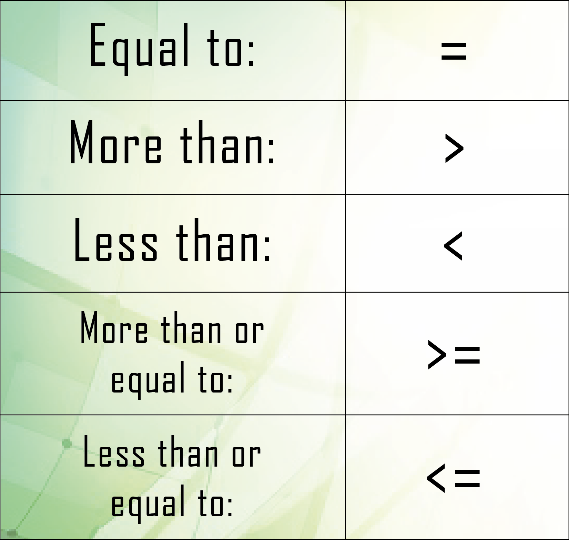 Equal to: =
More than: >
Less than: <
More than or
equal to: >=
Less than or
equal to: <=